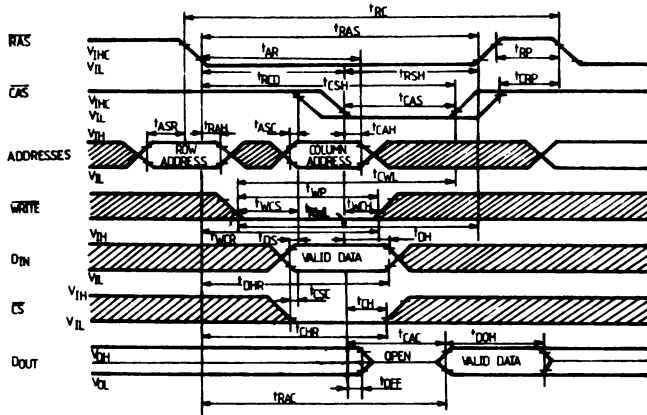 tRC
tRAS
RAS
tAR
VIHC
VIL
tRP
tRCD
tCSH
tRSH
tCRP
CAS
VIHC
VIL
tCAS
tASR
tRAH
tASC
tCAH
VIH
ADDRESSES
ROW
ADDRESS
COLUMN
ADDRESS
VIL
tCWL
tWP
WRITE
tWCS
tWCH
tWCR
tDS
tDH
VIH
DIN
VALID DATA
VIL
tDHR
tCSC
VIH
CS
tCH
VIL
tCHR
tCAC
tDOH
DOUT
VOH
OPEN
VALID DATA
VOL
tOFF
tRAC